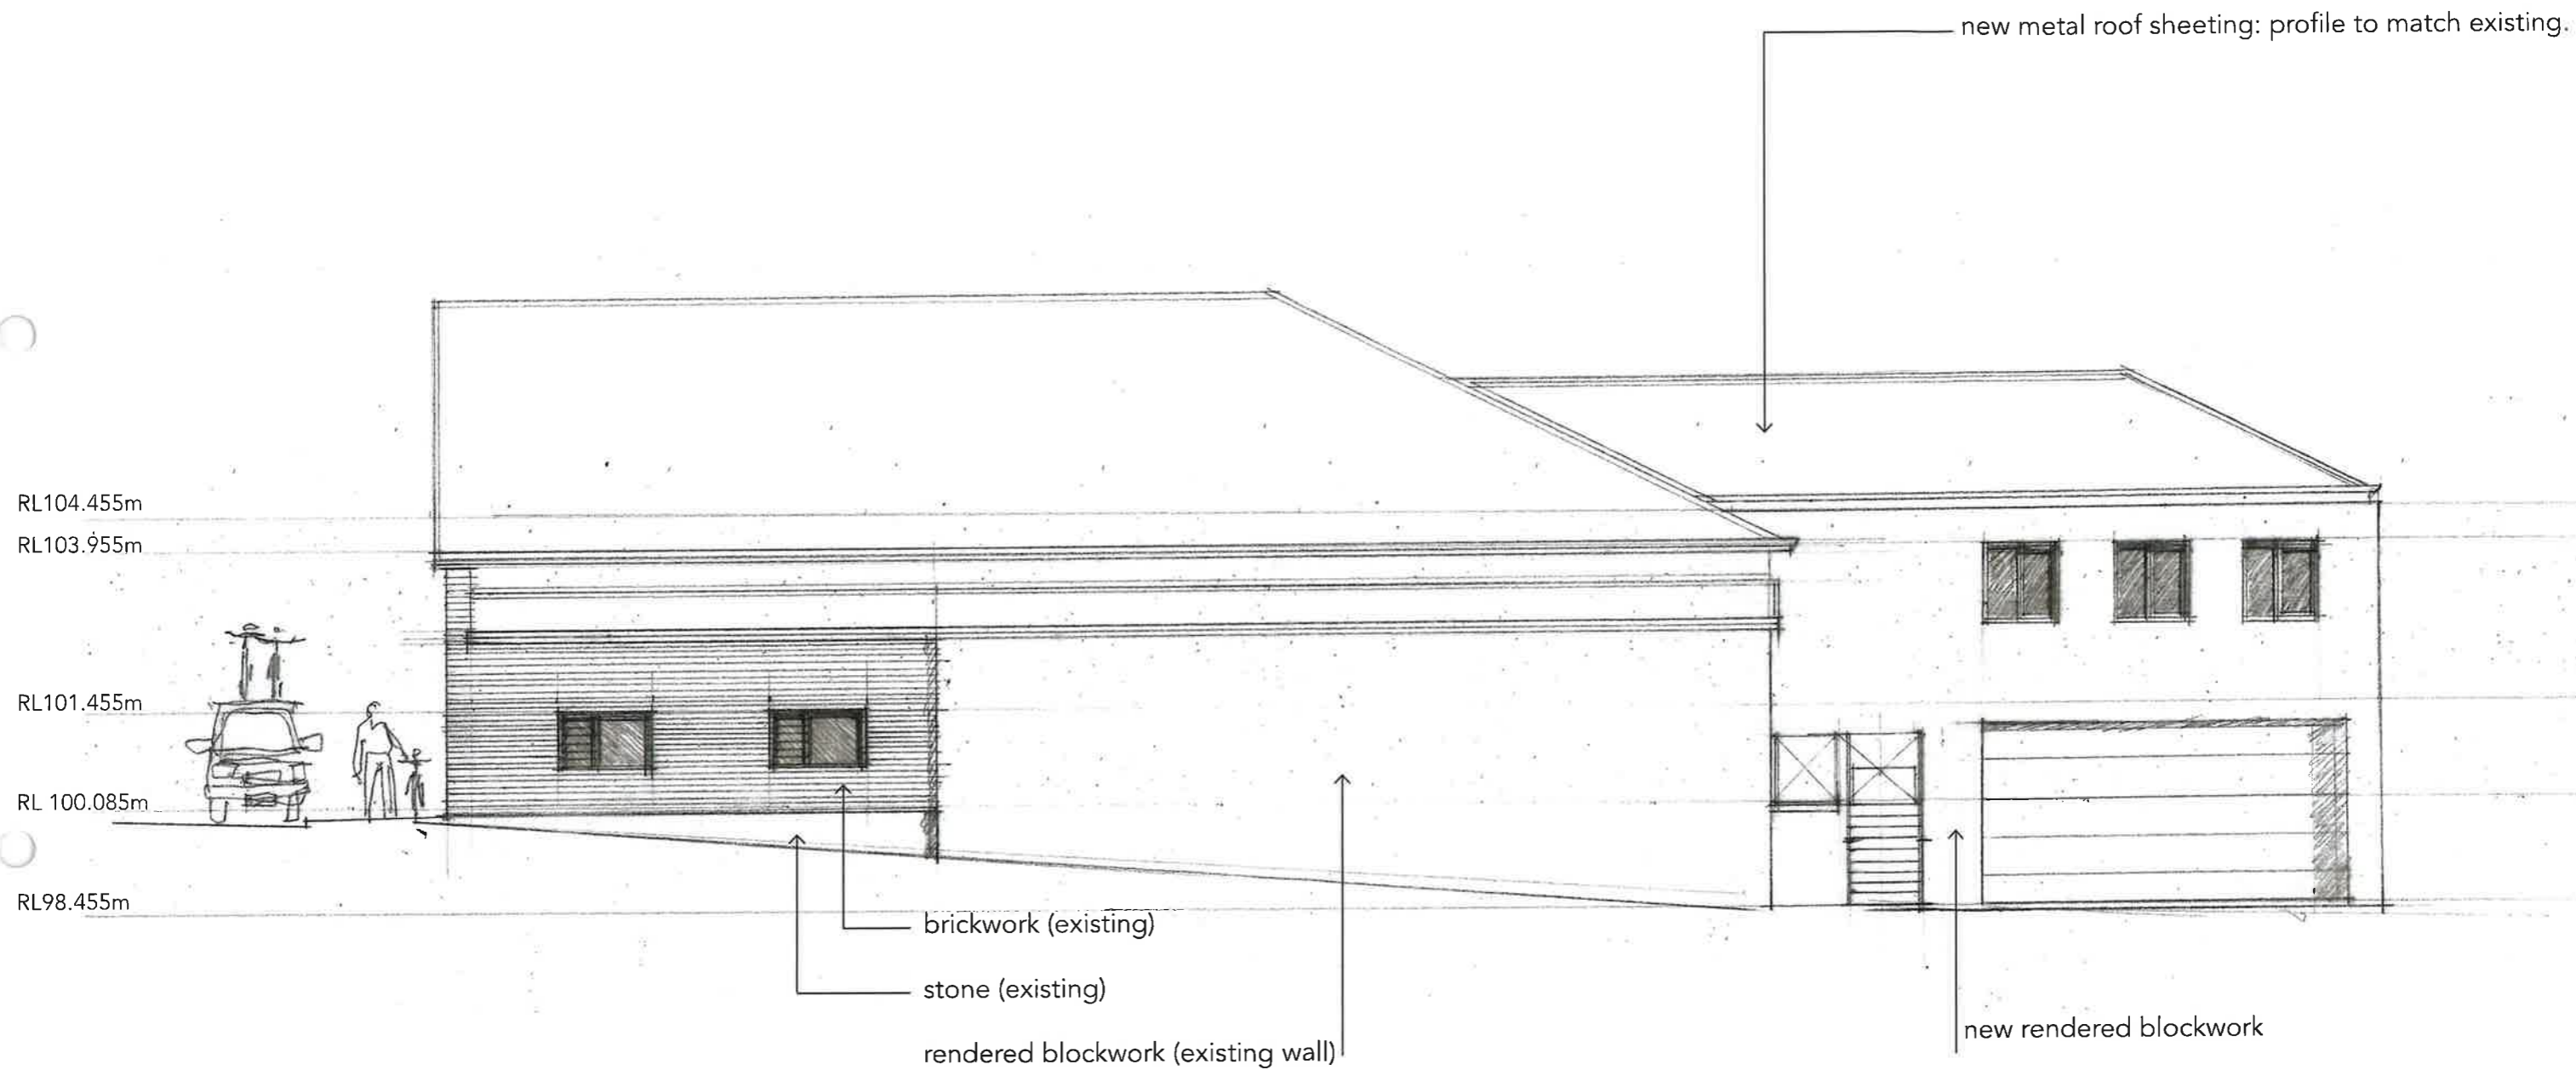 new metal roof sheeting: profile to match existing.
RL104.455m
RL103.955m
RL101.455m
RL 100.085m
RL98.455m
brickwork (existing)
stone (existing)
rendered blockwork (existing wall)
new rendered blockwork